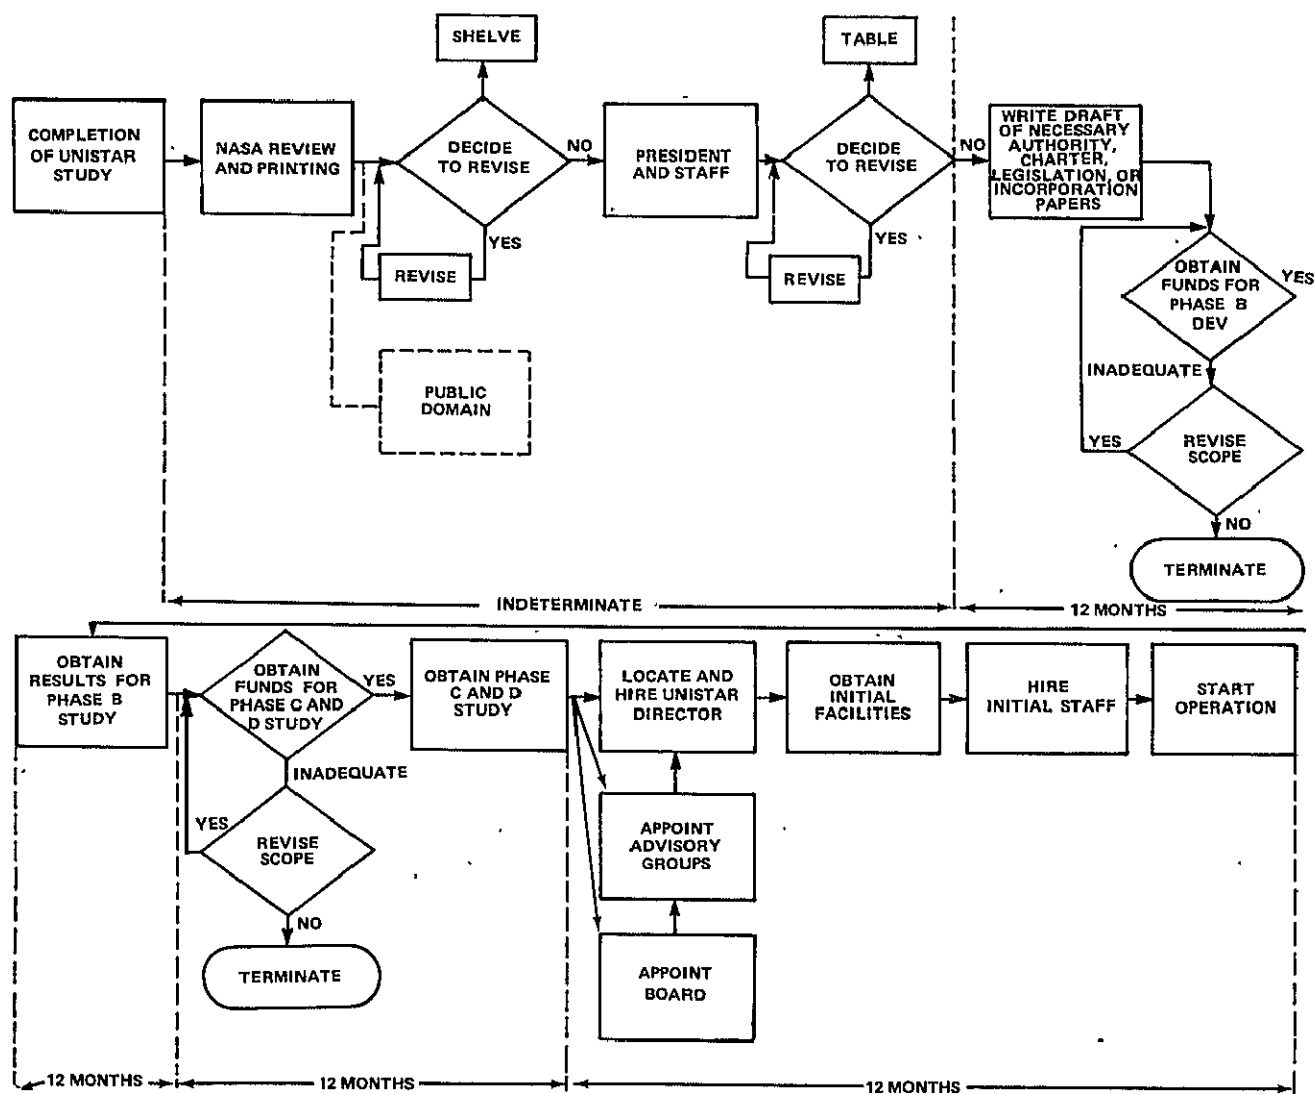 SHELVE
TABLE
COMPLETION
OF UNISTAR
STUDY
NASA REVIEW
AND PRINTING
DECIDE
TO REVISE
NO
YES
REVISE
PRESIDENT
AND STAFF
DECIDE
TO REVISE
NO
YES
REVISE
WRITE DRAFT
OF NECESSARY
AUTHORITY,
CHARTER,
LEGISLATION, OR
INCORPORATION
PAPERS
PUBLIC
DOMAIN
OBTAIN
FUNDS FOR
PHASE B
DEV
YES
INADEQUATE
REVISE
SCOPE
YES
NO
TERMINATE
INDETERMINATE
12 MONTHS
OBTAIN
RESULTS FOR
PHASE B
STUDY
OBTAIN
FUNDS FOR
PHASE C AND
D STUDY
YES
INADEQUATE
REVISE
SCOPE
YES
NO
TERMINATE
OBTAIN PHASE
C AND D
STUDY
LOCATE AND
HIRE UNISTAR
DIRECTOR
APPOINT
ADVISORY
GROUPS
APPOINT
BOARD
OBTAIN
INITIAL
FACILITIES
HIRE
INITIAL STAFF
START
OPERATION
12 MONTHS
12 MONTHS
12 MONTHS